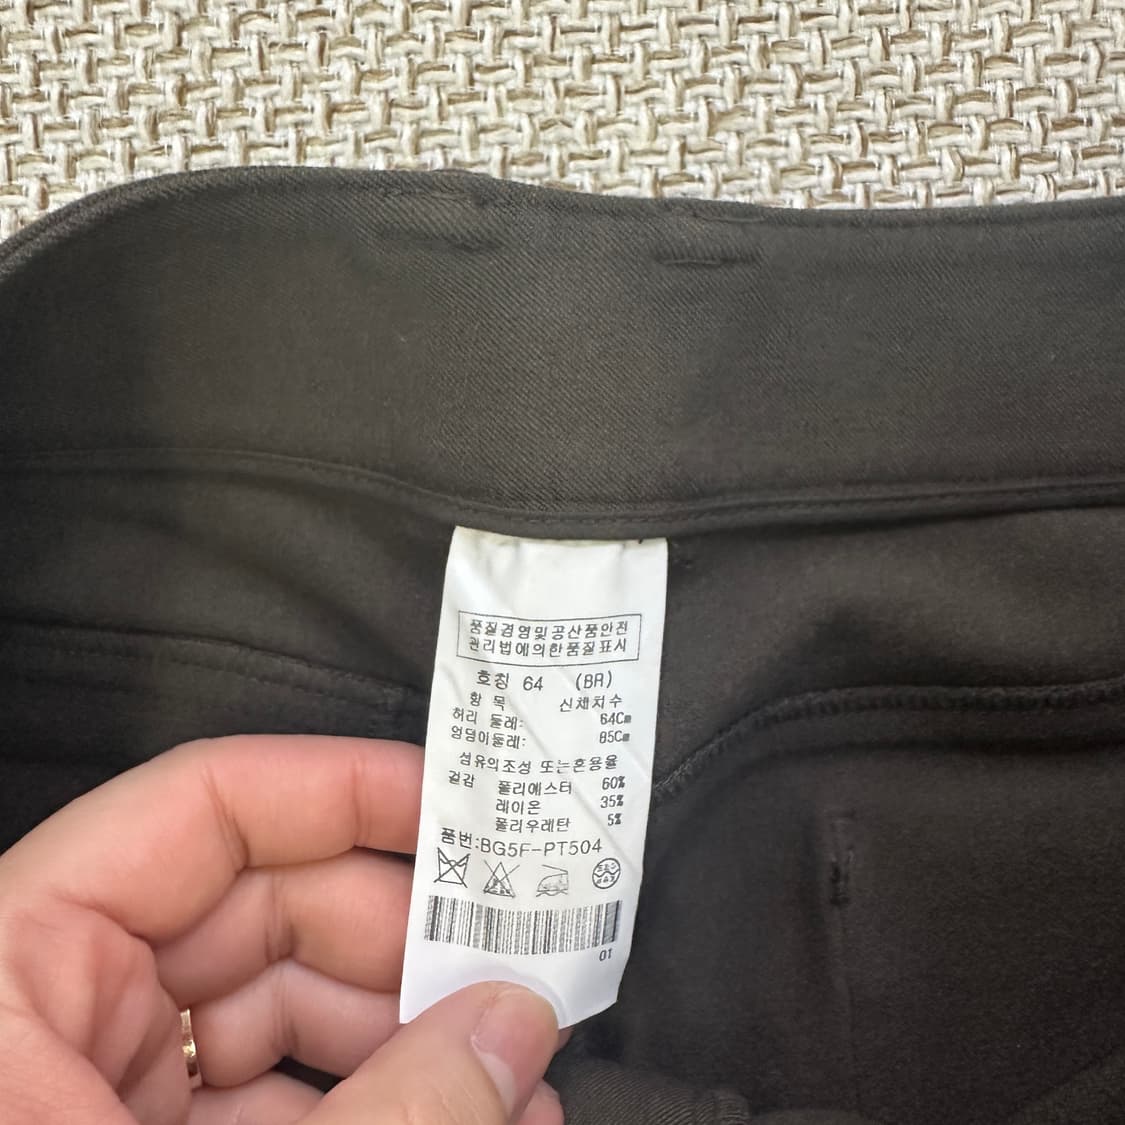 품질경영및공산품안전
관리법에의한품질표시
호칭 64 (BR)
항 목 신체치수
허리 둘레: 64Cm
엉덩이둘레: 85Cm
섬유의조성 또는혼용율
겉감 폴리에스터 60%
레이온 35%
폴리우레탄 5%
품번:BG5F-PT504
01